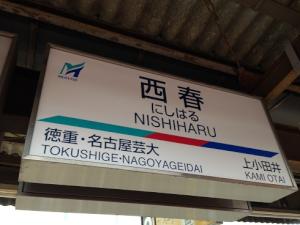 西春
にしはる
NISHIHARU
徳重・名古屋芸大
TOKUSHIGE·NAGOYAGEIDAI
上小田井
KAMI OTAI